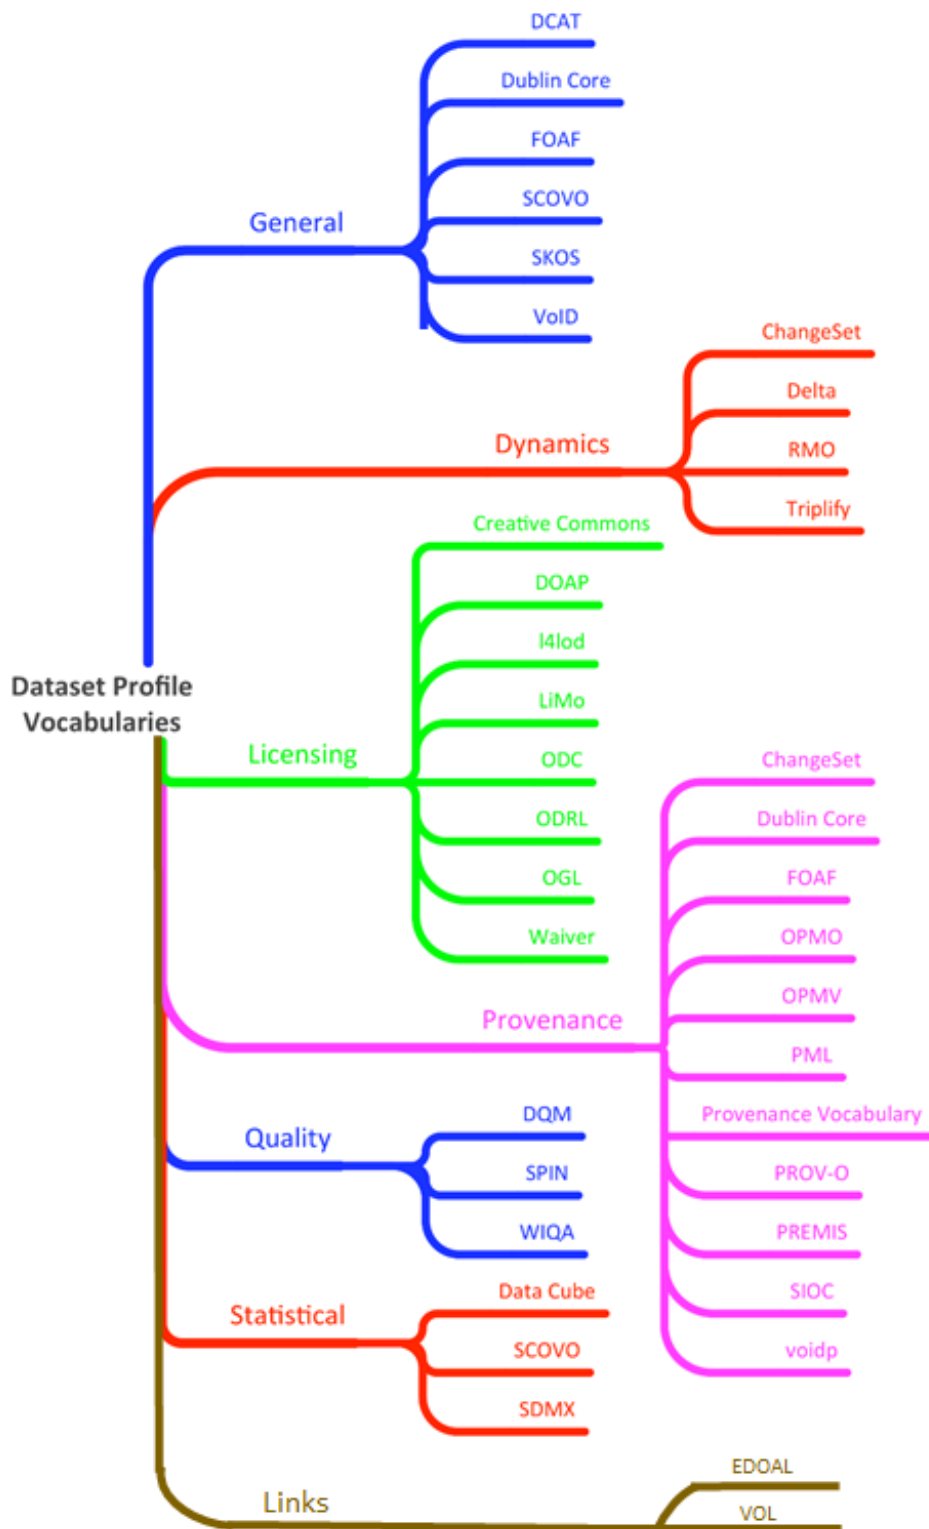 DCAT
Dublin Core
FOAF
SCOVO
General
SKOS
VoID
ChangeSet
Delta
Dynamics
RMO
Triplify
Creative Commons
DOAP
l4lod
Dataset Profile
Vocabularies
LiMo
Licensing
ODC
ODRL
OGL
Waiver
ChangeSet
Dublin Core
FOAF
OPMO
OPMV
Provenance
PML
Provenance Vocabulary
PROV-O
PREMIS
SIOC
voidp
Quality
DQM
SPIN
WIQA
Statistical
Data Cube
SCOVO
SDMX
Links
EDOAL
VOL